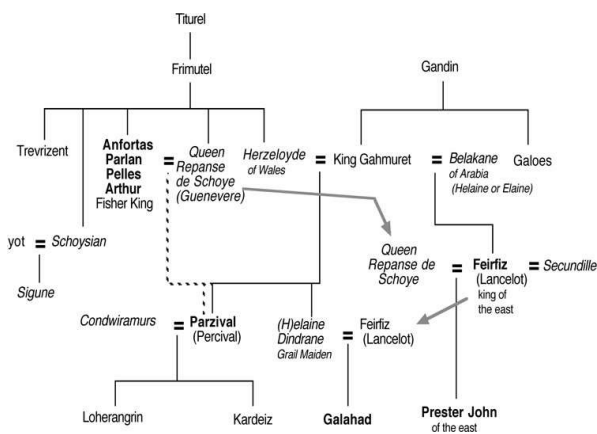 Titurel
Frimutel
Gandin
Trevrizent
Anfortas
Parlan
Pelles
Arthur
Fisher King
=
Queen
Repanse
de Schoye
(Guenevere)
Herzeloyde
of Wales
=
King Gahmuret
=
Belakane
of Arabia
(Helaine or Elaine)
Galoes
yot = Schoysian
Sigune
Queen
Repanse de
Schoye
=
Feirfiz
(Lancelot)
king of
the east
= Secundille
Condwiramurs
=
Parzival
(Percival)
(H)elaine
Dindrane
Grail Maiden
=
Feirfiz
(Lancelot)
Loherangrin
Kardeiz
Galahad
Prester John
of the east